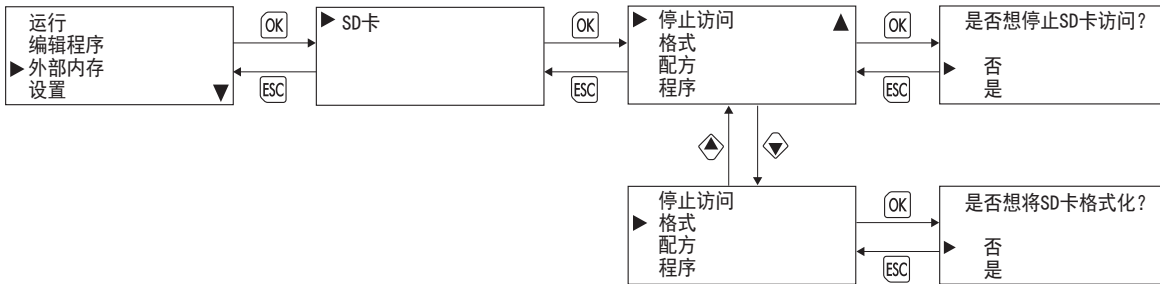 运行
编辑程序
外部内存
设置
OK
ESC
SD卡
OK
ESC
停止访问
格式
配方
程序
OK
ESC
是否想停止SD卡访问?
否
是
停止访问
格式
配方
程序
OK
ESC
是否想将SD卡格式化?
否
是